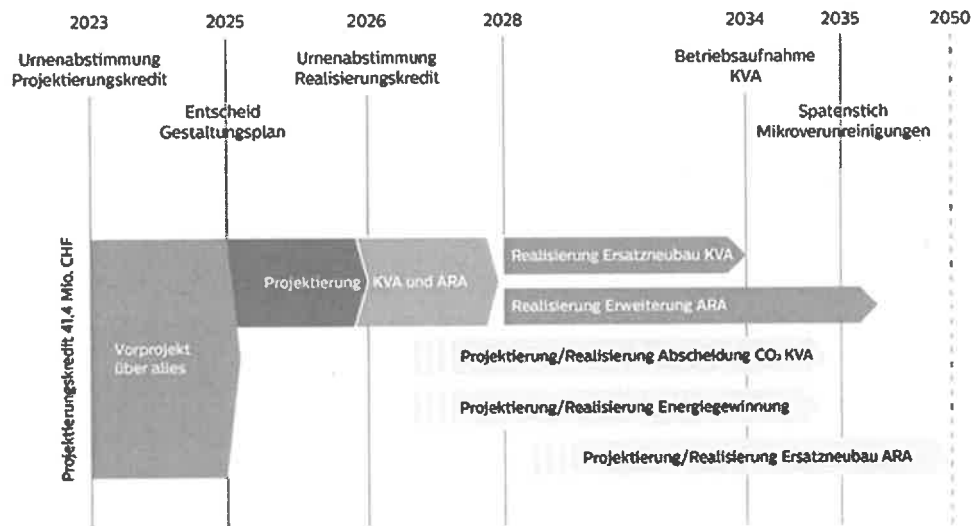 2023
2025
2026
2028
2034
2035
2050
Urnenabstimmung
Projektierungskredit
Urnenabstimmung
Realisierungskredit
Betriebsaufnahme
KVA
Entscheid
Gestaltungsplan
Spatenstich
Mikroverunreinigungen
Projektierungskredit 41,4 Mio. CHF
Vorprojekt
über alles
Projektierung KVA und ARA
Realisierung Ersatzneubau KVA
Realisierung Erweiterung ARA
Projektierung/Realisierung Abscheidung CO₂ KVA
Projektierung/Realisierung Energiegewinnung
Projektierung/Realisierung Ersatzneubau ARA